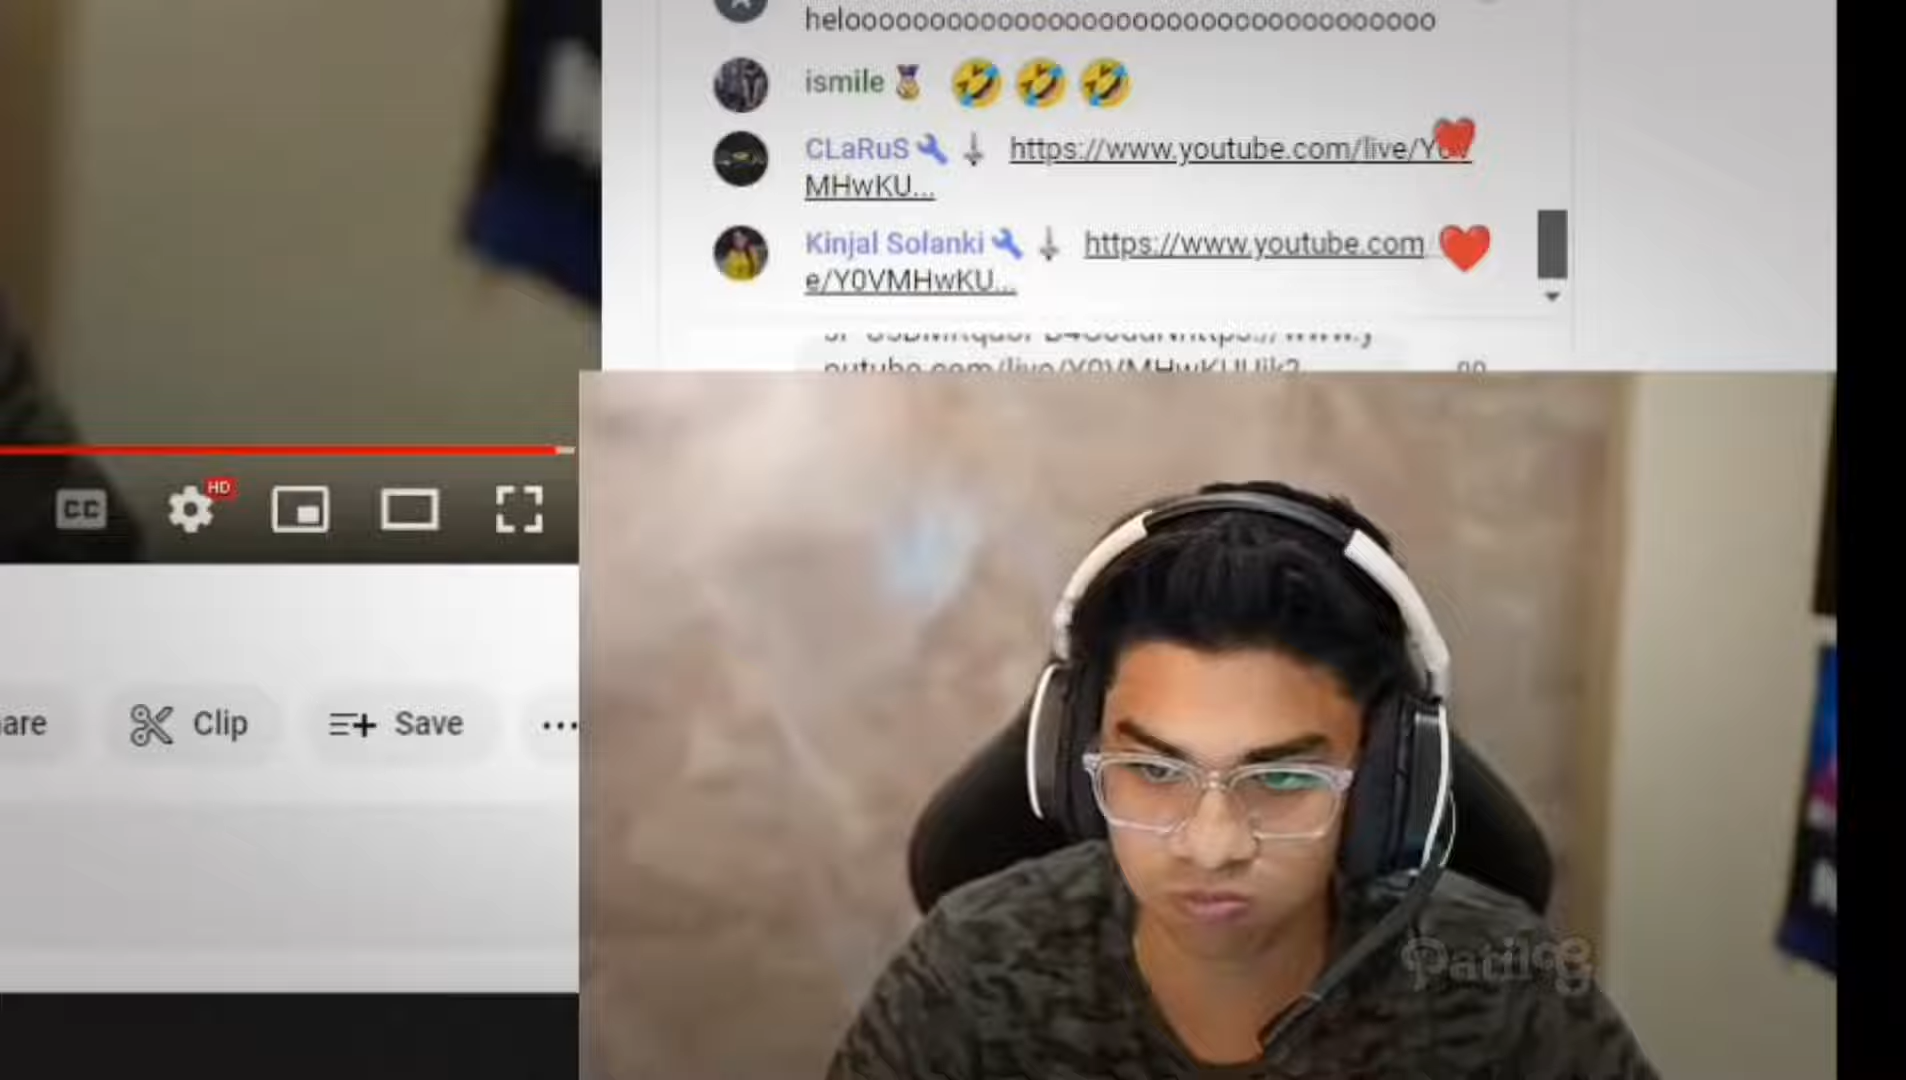 helooooooooooooooooooooooooooooooooooo
ismile
CLaRuS https://www.youtube.com/live/Y0V
MHwKU...
Kinjal Solanki https://www.youtube.com
e/Y0VMHwKU...
HD
CC
are Clip Save ...